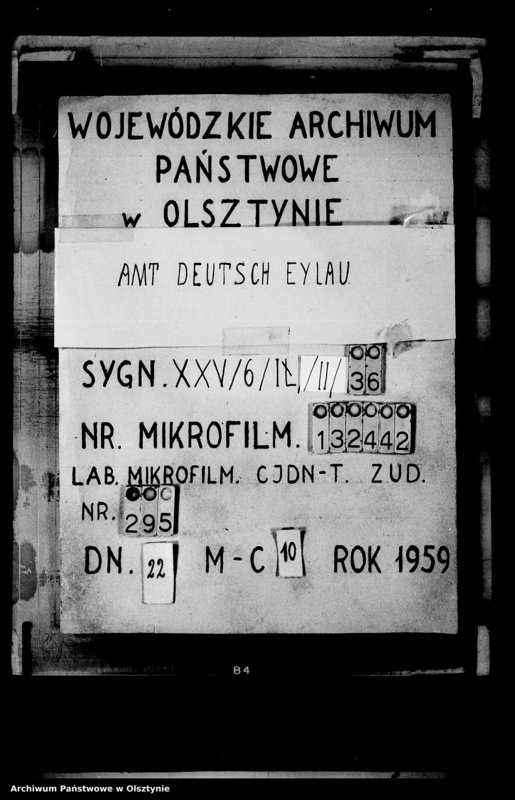 WOJEWÓDZKIE ARCHIWUM
PAŃSTWOWE
w OLSZTYNIE
AMT DEUTSCH EYLAU
SYGN. XXV/6/ /II/ 36
NR. MIKROFILM. 132442
LAB. MIKROFILM. CJDN-T. ZUD.
NR. 295
DN. 22 M-C 10 ROK 1959
B4
Archiwum Państwowe w Olsztynie